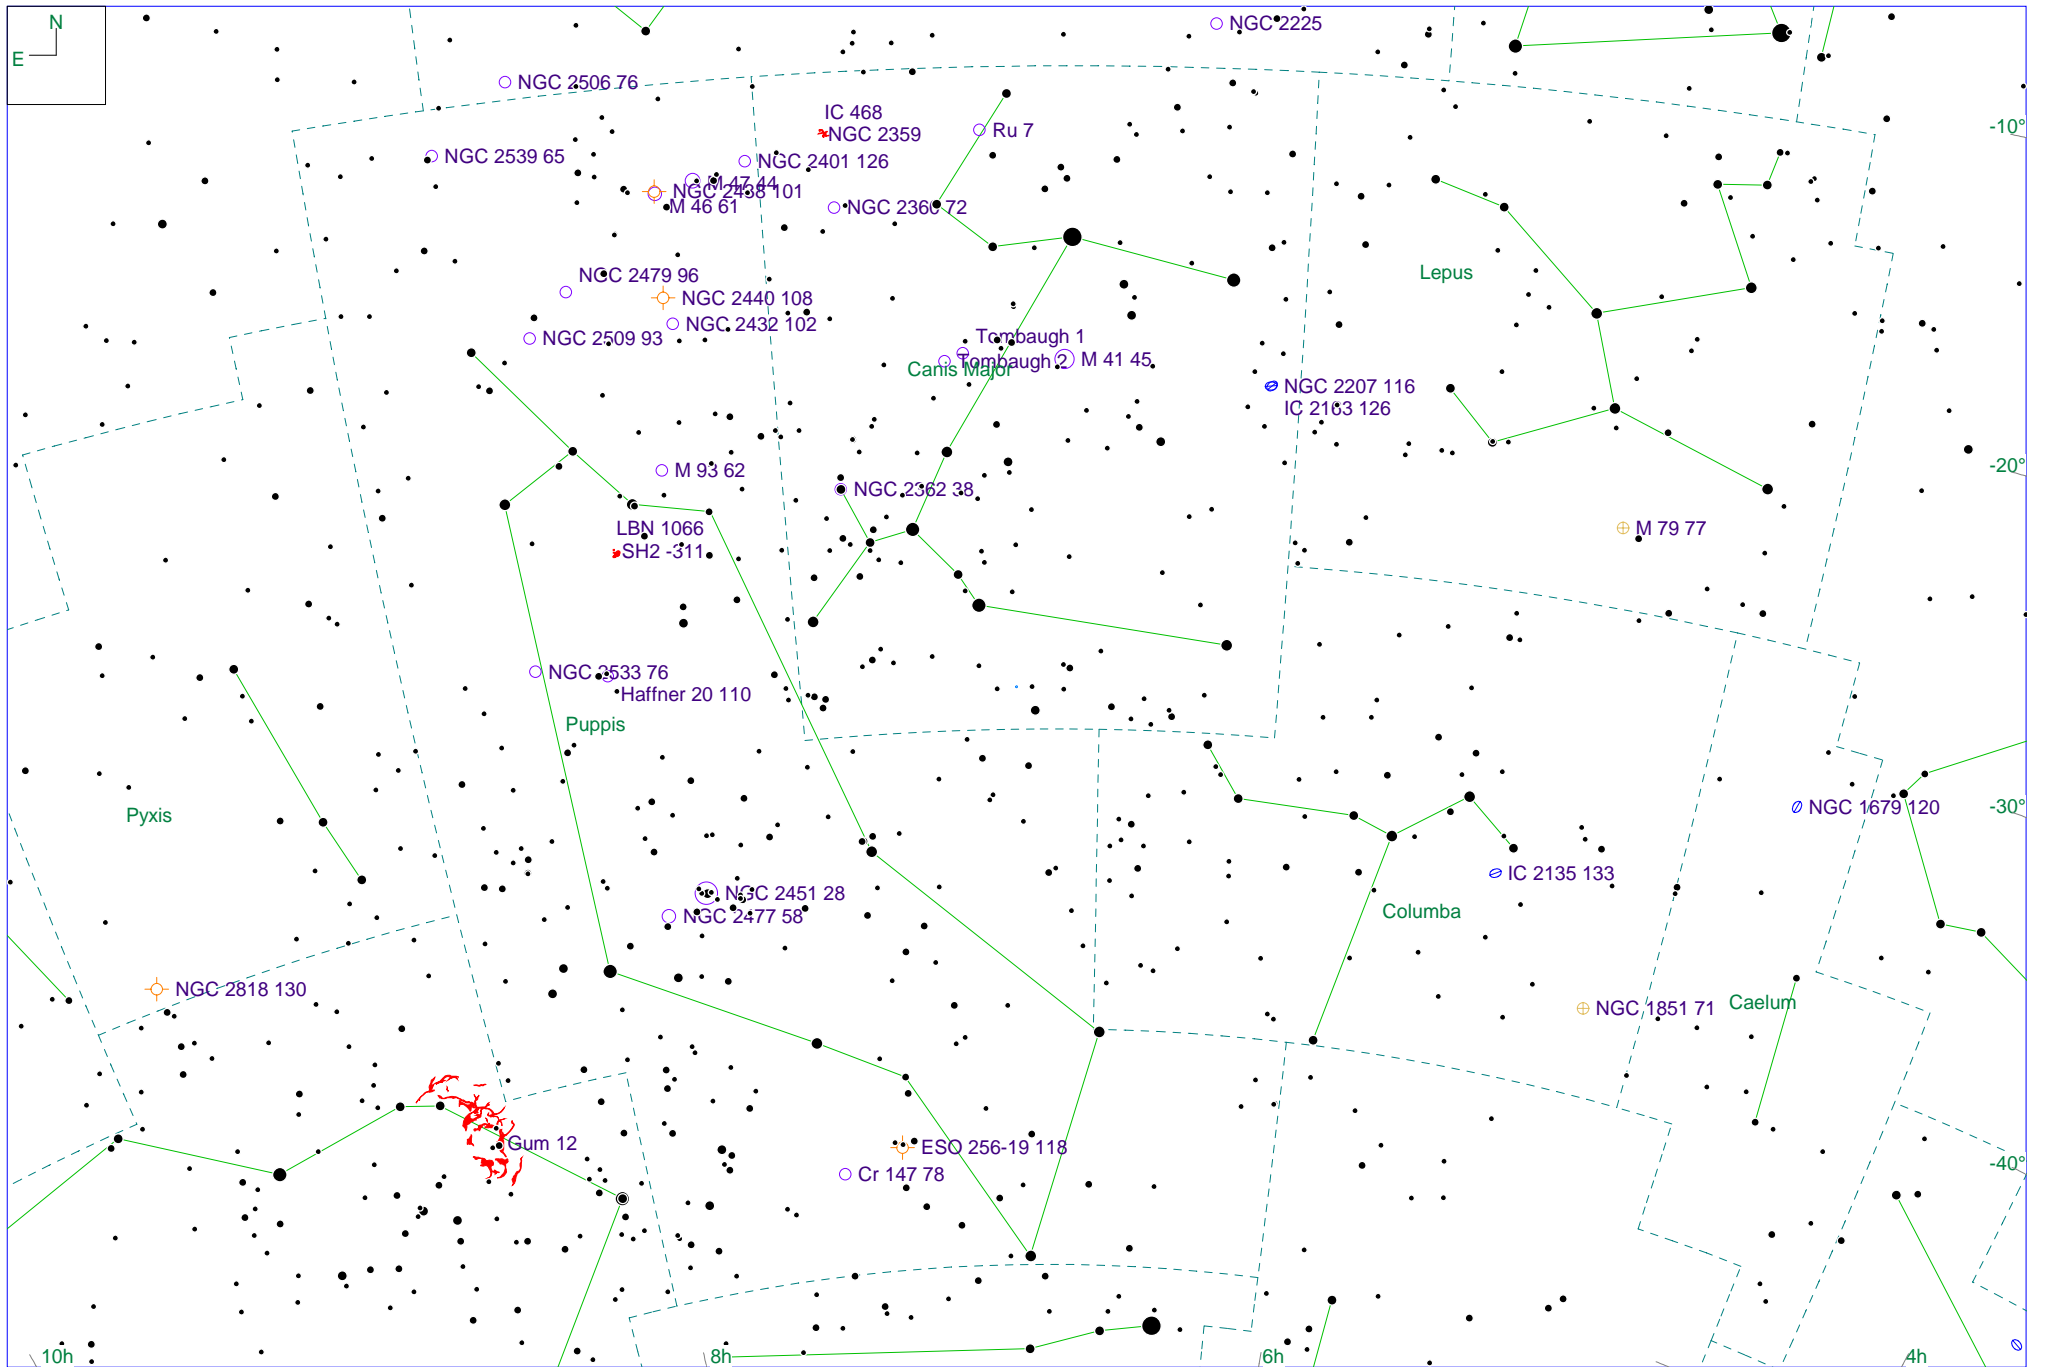 N
E
NGC 2225
NGC 2506 76
IC 468
NGC 2359
Ru 7
-10°
NGC 2539 65
NGC 2401 126
M 47 44
NGC 2438 101
M 46 61
NGC 2360 72
Lepus
NGC 2479 96
NGC 2440 108
NGC 2432 102
NGC 2509 93
Tombaugh 1
Tombaugh 2
M 41 45
Canis Major
NGC 2207 116
IC 2163 126
-20°
M 93 62
NGC 2362 38
LBN 1066
SH2 -311
M 79 77
NGC 2533 76
Haffner 20 110
Puppis
-30°
NGC 1679 120
Pyxis
IC 2135 133
NGC 2451 28
Columba
NGC 2477 58
NGC 2818 130
Caelum
NGC 1851 71
Gum 12
ESO 256-19 118
-40°
Cr 147 78
10h
8h
6h
4h